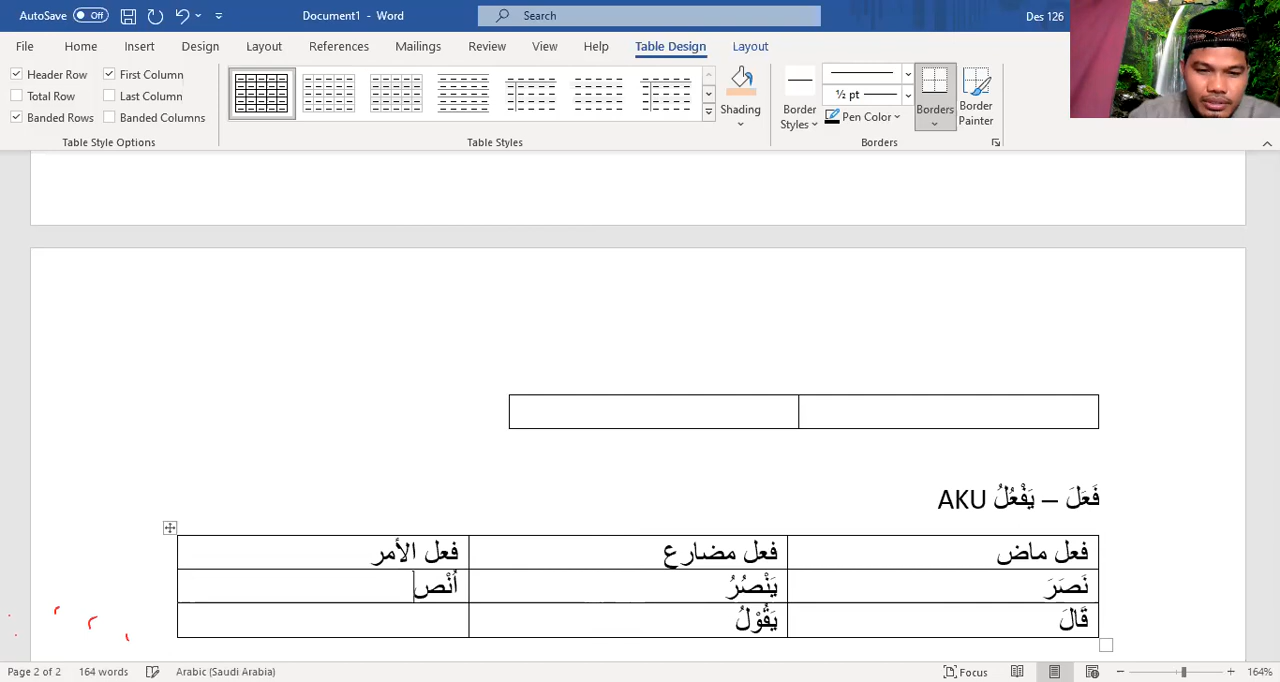 AutoSave Off Document1 - Word Search Des 126
File Home Insert Design Layout References Mailings Review View Help Table Design Layout
Header Row First Column
Total Row Last Column
Banded Rows Banded Columns
Shading
Border Styles
½ pt
Pen Color
Borders
Border Painter
Table Style Options Table Styles Borders
فَعَلَ – يَفْعُلُ AKU
فعل ماض فعل مضارع فعل الأمر
نَصَرَ يَنْصُرُ اُنْص
قَالَ يَقُوْلُ
Page 2 of 2 164 words Arabic (Saudi Arabia) Focus 164%